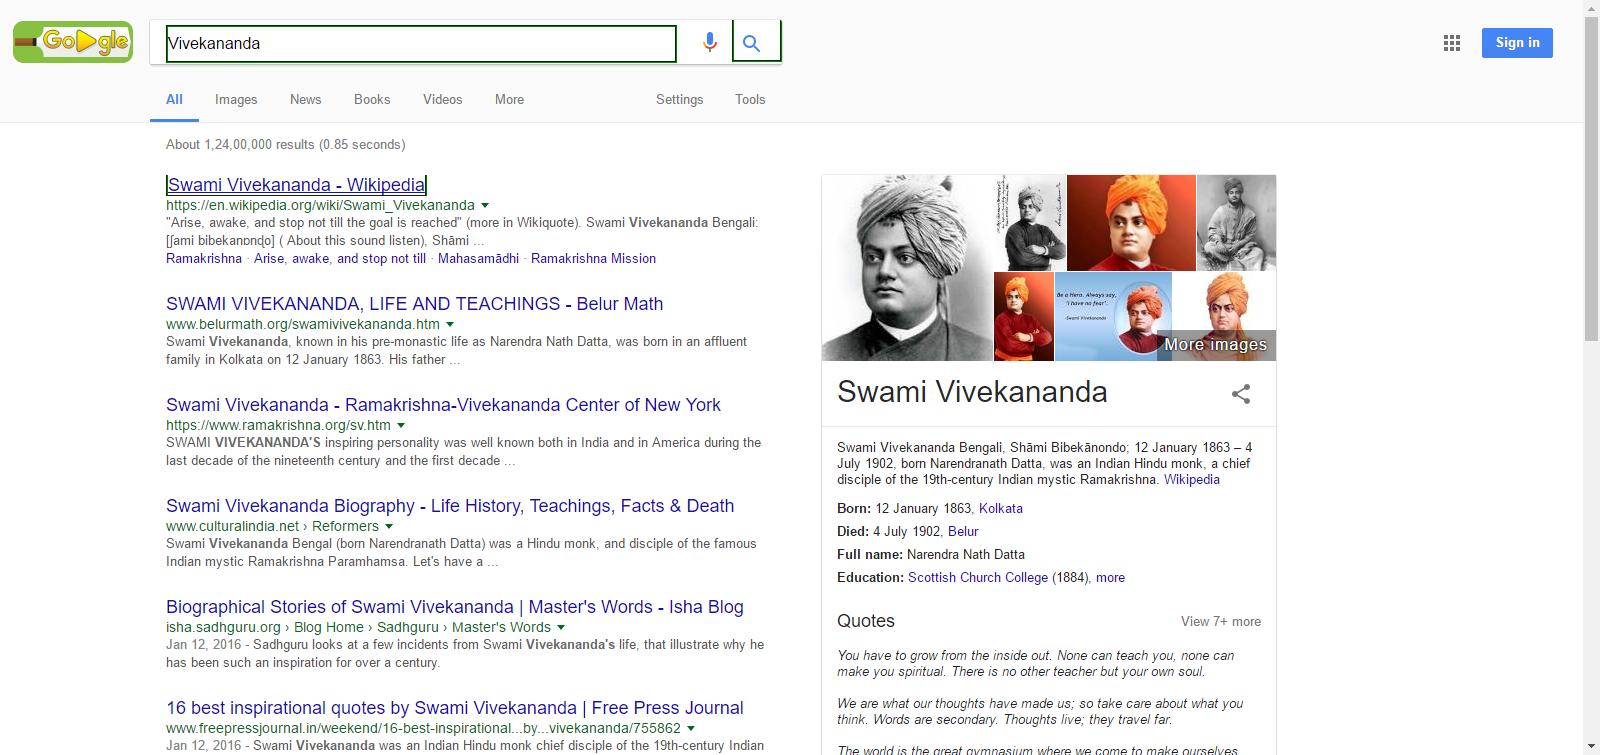 Google
Vivekananda
Sign in
All Images News Books Videos More Settings Tools
About 1,24,00,000 results (0.85 seconds)
Swami Vivekananda - Wikipedia
https://en.wikipedia.org/wiki/Swami_Vivekananda
"Arise, awake, and stop not till the goal is reached" (more in Wikiquote). Swami Vivekananda Bengali:
[ʃami bibekanɒnɖo] ( About this sound listen), Shāmi ...
Ramakrishna · Arise, awake, and stop not till · Mahasamādhi · Ramakrishna Mission
SWAMI VIVEKANANDA, LIFE AND TEACHINGS - Belur Math
www.belurmath.org/swamivivekananda.htm
Swami Vivekananda, known in his pre-monastic life as Narendra Nath Datta, was born in an affluent
family in Kolkata on 12 January 1863. His father ...
Swami Vivekananda - Ramakrishna-Vivekananda Center of New York
https://www.ramakrishna.org/sv.htm
SWAMI VIVEKANANDA'S inspiring personality was well known both in India and in America during the
last decade of the nineteenth century and the first decade ...
Swami Vivekananda Biography - Life History, Teachings, Facts & Death
www.culturalindia.net › Reformers
Swami Vivekananda Bengal (born Narendranath Datta) was a Hindu monk, and disciple of the famous
Indian mystic Ramakrishna Paramhamsa. Let's have a ...
Biographical Stories of Swami Vivekananda | Master's Words - Isha Blog
isha.sadhguru.org › Blog Home › Sadhguru › Master's Words
Jan 12, 2016 - Sadhguru looks at a few incidents from Swami Vivekananda's life, that illustrate why he
has been such an inspiration for over a century.
16 best inspirational quotes by Swami Vivekananda | Free Press Journal
www.freepressjournal.in/weekend/16-best-inspirational...by...vivekananda/755862
Jan 12, 2016 - Swami Vivekananda was an Indian Hindu monk chief disciple of the 19th-century Indian
Be a Hero. Always say,
"I have no fear".
-Swami Vivekananda
More images
Swami Vivekananda
Swami Vivekananda Bengali, Shāmi Bibekānondo; 12 January 1863 – 4
July 1902, born Narendranath Datta, was an Indian Hindu monk, a chief
disciple of the 19th-century Indian mystic Ramakrishna. Wikipedia
Born: 12 January 1863, Kolkata
Died: 4 July 1902, Belur
Full name: Narendra Nath Datta
Education: Scottish Church College (1884), more
Quotes View 7+ more
You have to grow from the inside out. None can teach you, none can
make you spiritual. There is no other teacher but your own soul.
We are what our thoughts have made us; so take care about what you
think. Words are secondary. Thoughts live; they travel far.
The world is the great gymnasium where we come to make ourselves